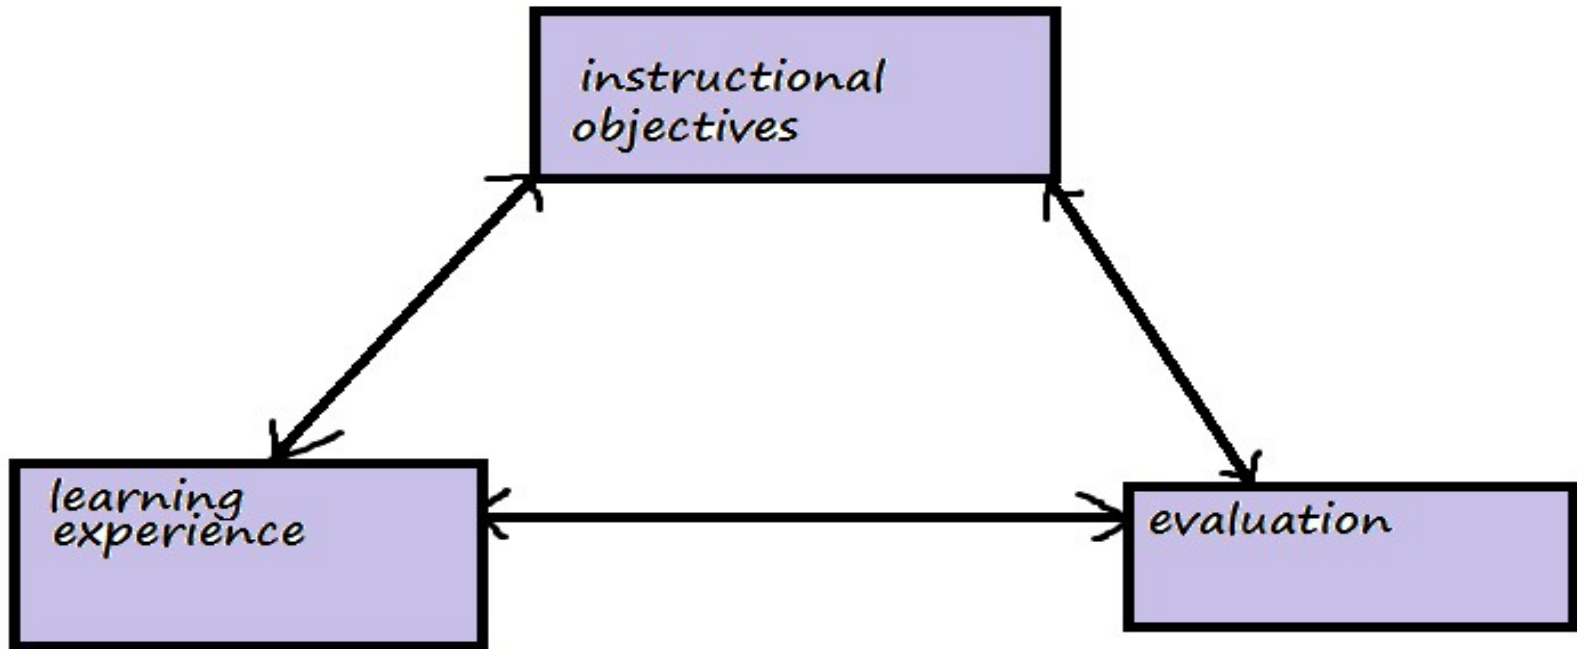 instructional
objectives
learning
experience
evaluation